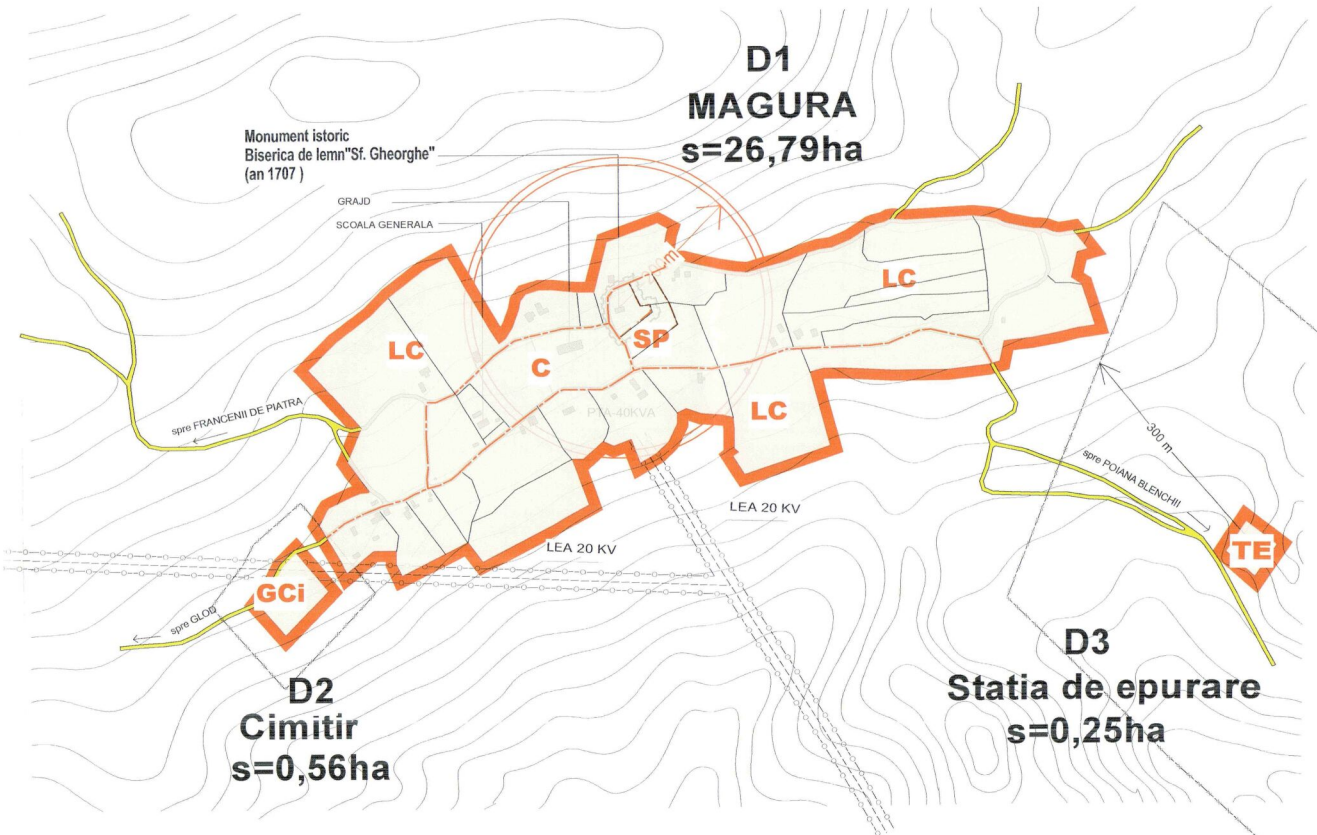 D1
MAGURA
s=26,79ha
Monument istoric
Biserica de lemn"Sf. Gheorghe"
(an 1707 )
GRAJD
SCOALA GENERALA
LC
LC
SP
C
LC
PTA-40KVA
spre FRANCENII DE PIATRA
300 m
spre POIANA BLENCHII
LEA 20 KV
LEA 20 KV
TE
GCi
spre GLOD
D2
Cimitir
s=0,56ha
D3
Statia de epurare
s=0,25ha